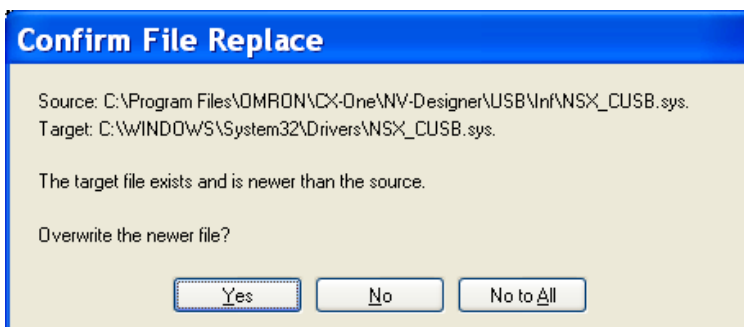 Confirm File Replace
Source: C:\Program Files\OMRON\CX-One\NV-Designer\USB\Inf\NSX_CUSB.sys.
Target: C:\WINDOWS\System32\Drivers\NSX_CUSB.sys.
The target file exists and is newer than the source.
Overwrite the newer file?
Yes No No to All